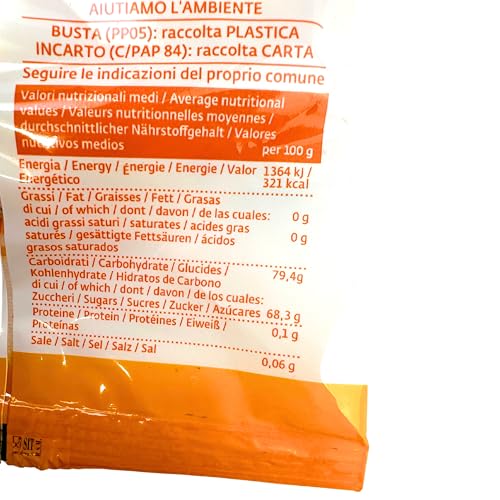 AIUTIAMO L'AMBIENTE
BUSTA (PP05): raccolta PLASTICA
INCARTO (C/PAP 84): raccolta CARTA
Seguire le indicazioni del proprio comune
Valori nutrizionali medi / Average nutritional
values / Valeurs nutritionnelles moyennes /
durchschnittlicher Nährstoffgehalt / Valores
medios per 100 g
Energia / Energy / Énergie / Energie / Valor 1364 kJ /
Energético 321 kcal
Grassi / Fat / Graisses / Fett / Grasas
di cui / of which / dont / davon / de las cuales: 0 g
acidi grassi saturi / saturates / acides gras
saturés / gesättigte Fettsäuren / ácidos 0 g
grasos saturados
Carboidrati / Carbohydrate / Glucides /
Kohlenhydrate / Hidratos de Carbono 79,4g
di cui / of which / dont / davon / de los cuales:
Zuccheri / Sugars / Sucres / Zucker / Azúcares 68,3 g
Proteine / Protein / Protéines / Eiweiß /
Proteínas 0,1 g
Sale / Salt / Sel / Salz / Sal
0,06 g
SIT